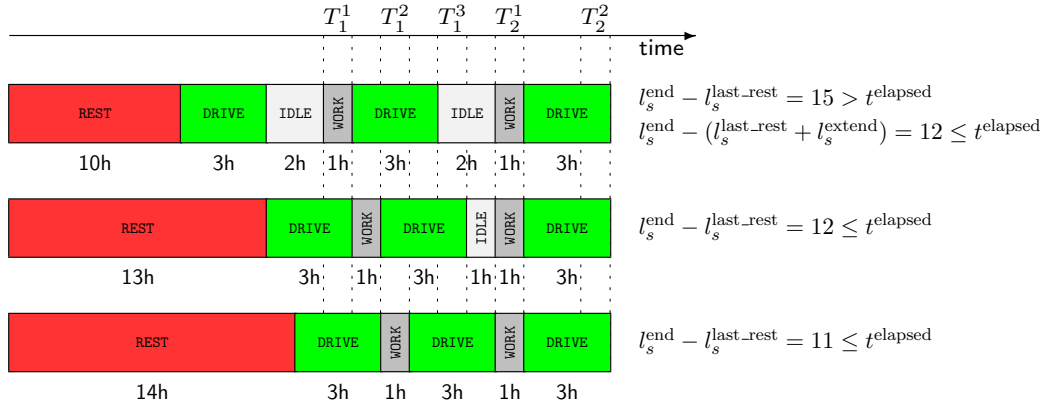 T_1^1 T_1^2 T_1^3 T_2^1 T_2^2
time
REST DRIVE IDLE WORK DRIVE IDLE WORK DRIVE
l_s^end − l_s^last_rest = 15 > t^elapsed
l_s^end − (l_s^last_rest + l_s^extend) = 12 ≤ t^elapsed
10h 3h 2h 1h 3h 2h 1h 3h
REST DRIVE WORK DRIVE IDLE WORK DRIVE
l_s^end − l_s^last_rest = 12 ≤ t^elapsed
13h 3h 1h 3h 1h 1h 3h
REST DRIVE WORK DRIVE WORK DRIVE
l_s^end − l_s^last_rest = 11 ≤ t^elapsed
14h 3h 1h 3h 1h 3h